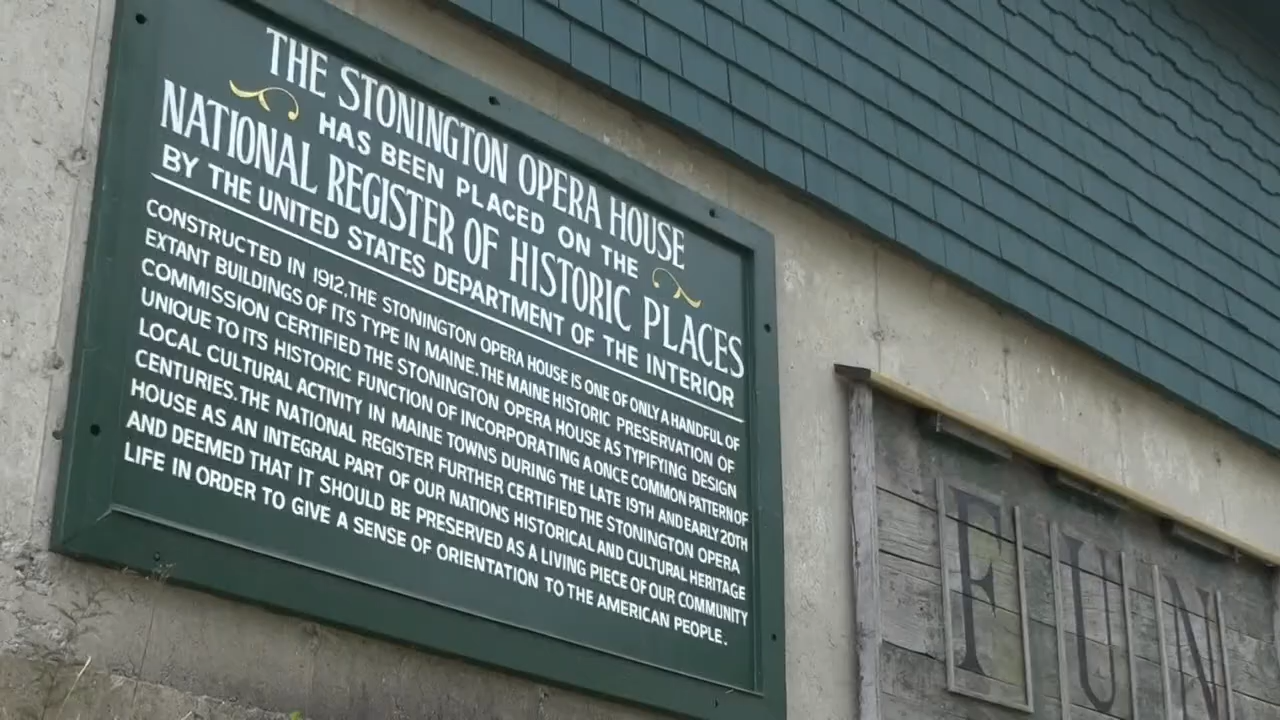 THE STONINGTON OPERA HOUSE
HAS BEEN PLACED ON THE
NATIONAL REGISTER OF HISTORIC PLACES
BY THE UNITED STATES DEPARTMENT OF THE INTERIOR
CONSTRUCTED IN 1912, THE STONINGTON OPERA HOUSE IS ONE OF ONLY A HANDFUL OF
EXTANT BUILDINGS OF ITS TYPE IN MAINE. THE MAINE HISTORIC PRESERVATION OF
COMMISSION CERTIFIED THE STONINGTON OPERA HOUSE AS TYPIFYING DESIGN
UNIQUE TO ITS HISTORIC FUNCTION OF INCORPORATING A ONCE COMMON PATTERN OF
LOCAL CULTURAL ACTIVITY IN MAINE TOWNS DURING THE LATE 19TH AND EARLY 20TH
CENTURIES. THE NATIONAL REGISTER FURTHER CERTIFIED THE STONINGTON OPERA
HOUSE AS AN INTEGRAL PART OF OUR NATIONS HISTORICAL AND CULTURAL HERITAGE
AND DEEMED THAT IT SHOULD BE PRESERVED AS A LIVING PIECE OF OUR COMMUNITY
LIFE IN ORDER TO GIVE A SENSE OF ORIENTATION TO THE AMERICAN PEOPLE.
FUN